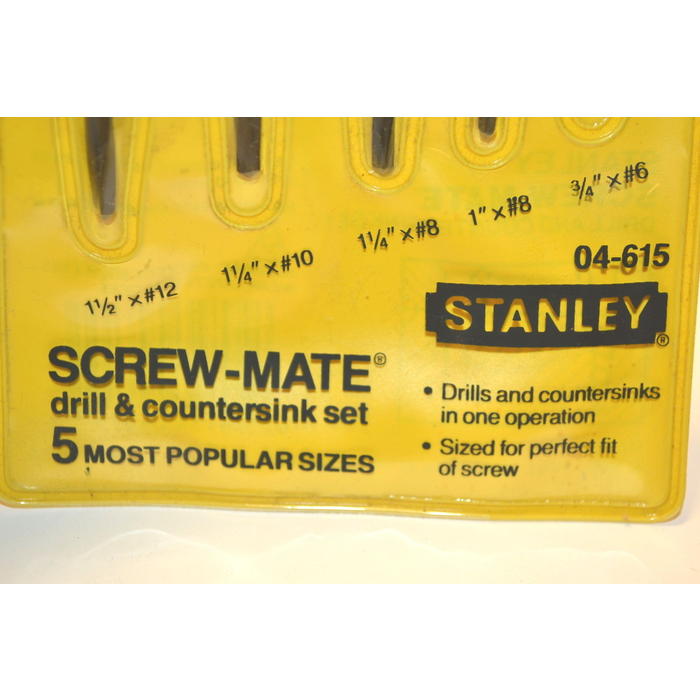 1½" x #12
1¼" x #10
1¼" x #8
1" x #8
¾" x #6
04-615
STANLEY®
SCREW-MATE®
drill & countersink set
5 MOST POPULAR SIZES
• Drills and countersinks
in one operation
• Sized for perfect fit
of screw